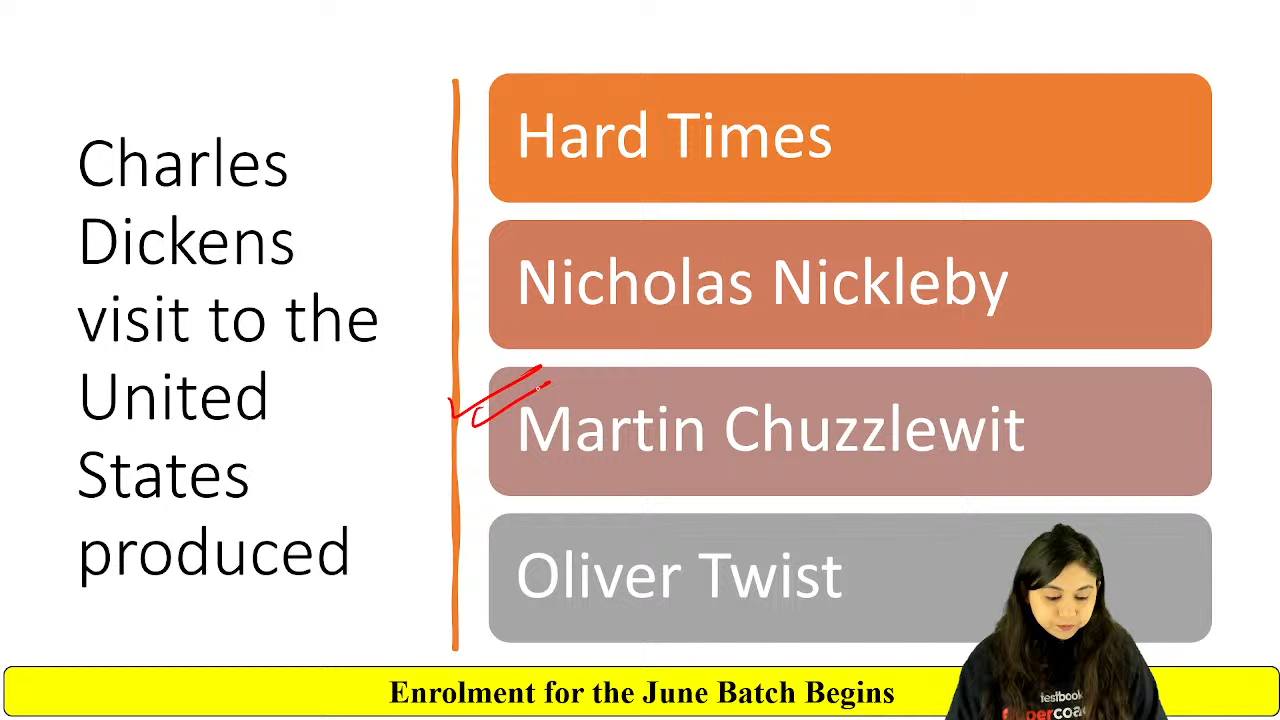 Charles
Dickens
visit to the
United
States
produced
Hard Times
Nicholas Nickleby
Martin Chuzzlewit
Oliver Twist
testbook
Enrolment for the June Batch Begins